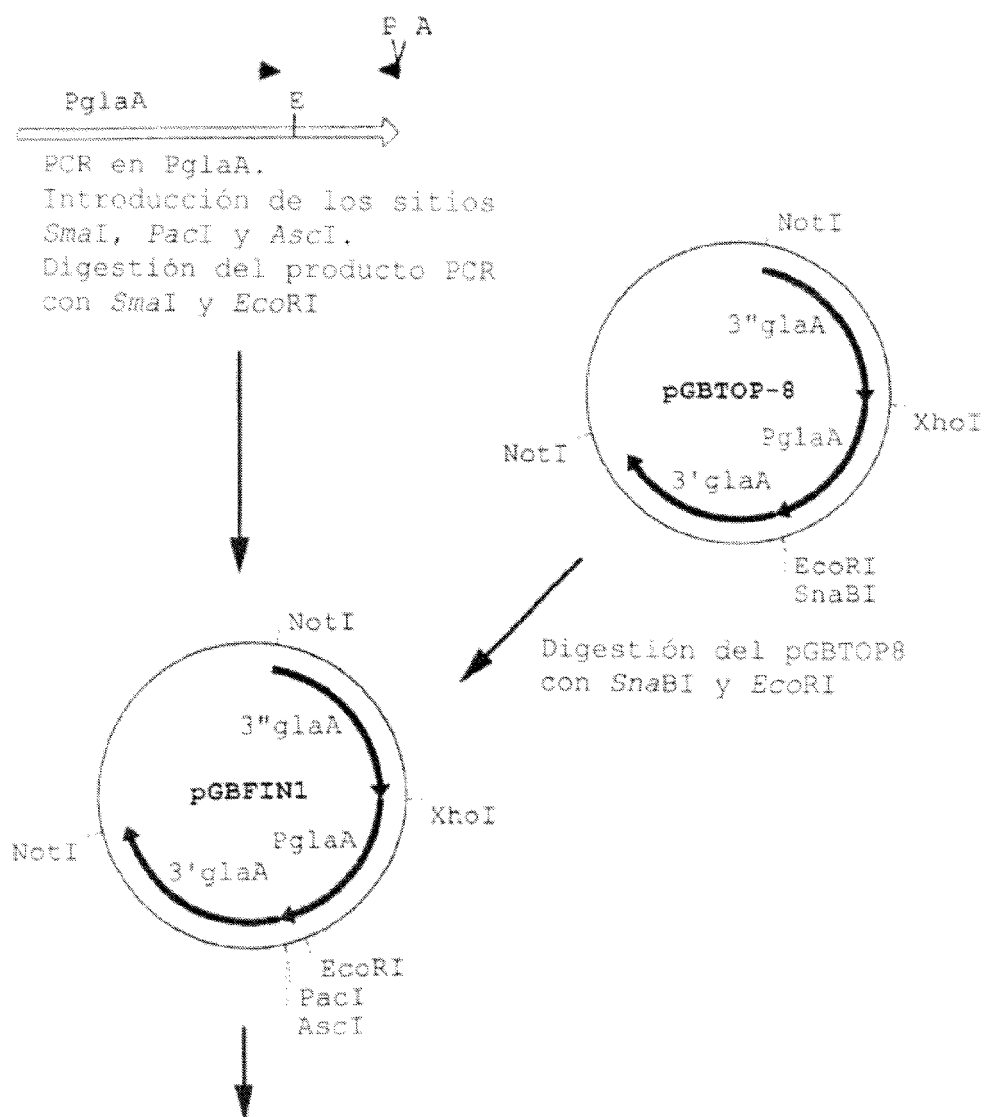 P A
PglaA
E
PCR en PglaA.
Introducción de los sitios
SmaI, PacI y AscI.
Digestión del producto PCR
con SmaI y EcoRI
NotI
3"glaA
pGBTOP-8
XhoI
PglaA
NotI
3'glaA
EcoRI
SnaBI
Digestión del pGBTOP8
con SnaBI y EcoRI
NotI
3"glaA
pGBFIN1
XhoI
PglaA
NotI
3'glaA
EcoRI
PacI
AscI